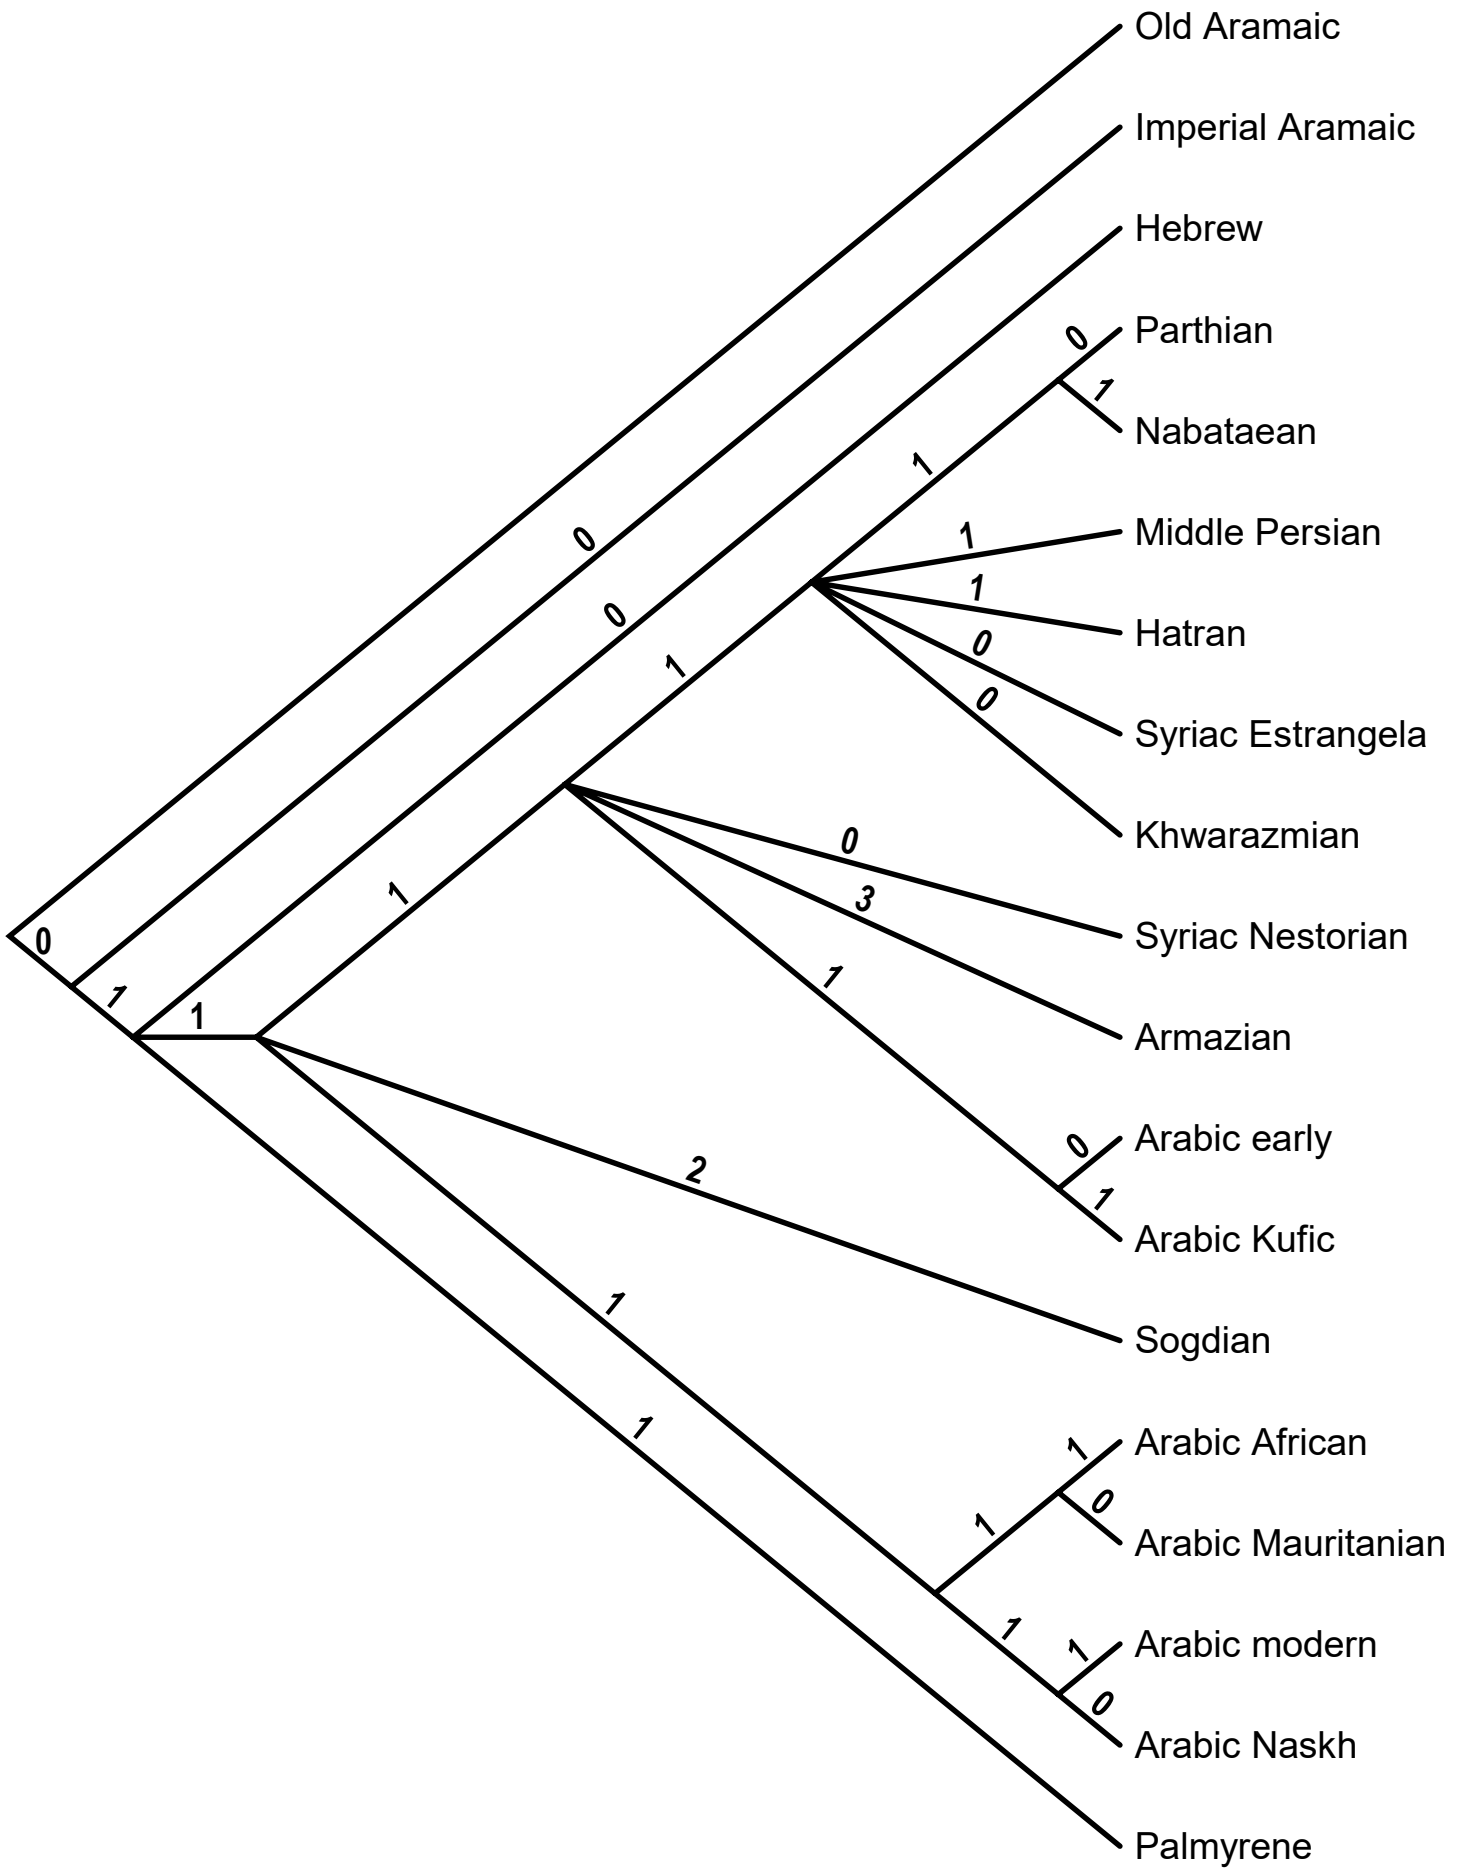 Old Aramaic
Imperial Aramaic
Hebrew
0
Parthian
1
Nabataean
1
1
Middle Persian
0
1
Hatran
0
0
1
Syriac Estrangela
0
Khwarazmian
0
1
3
Syriac Nestorian
0
1
1
1
Armazian
0
Arabic early
2
1
Arabic Kufic
1
Sogdian
1
1
Arabic African
0
1
Arabic Mauritanian
1
1
Arabic modern
0
Arabic Naskh
Palmyrene